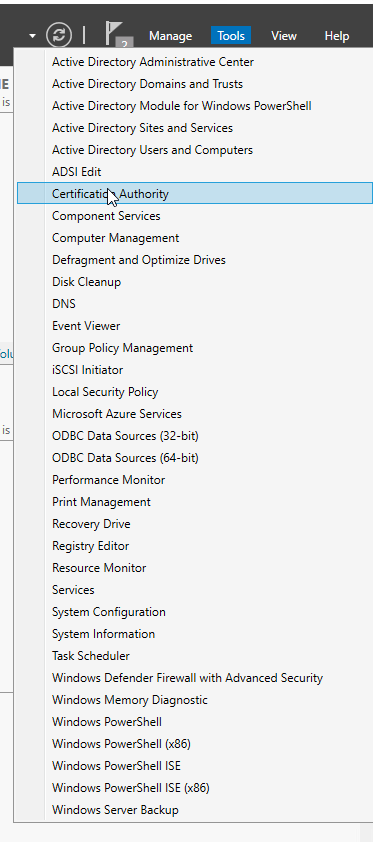 2
Manage
Tools
View
Help
Active Directory Administrative Center
Active Directory Domains and Trusts
Active Directory Module for Windows PowerShell
Active Directory Sites and Services
Active Directory Users and Computers
ADSI Edit
Certification Authority
Component Services
Computer Management
Defragment and Optimize Drives
Disk Cleanup
DNS
Event Viewer
Group Policy Management
iSCSI Initiator
Local Security Policy
Microsoft Azure Services
ODBC Data Sources (32-bit)
ODBC Data Sources (64-bit)
Performance Monitor
Print Management
Recovery Drive
Registry Editor
Resource Monitor
Services
System Configuration
System Information
Task Scheduler
Windows Defender Firewall with Advanced Security
Windows Memory Diagnostic
Windows PowerShell
Windows PowerShell (x86)
Windows PowerShell ISE
Windows PowerShell ISE (x86)
Windows Server Backup
is
is